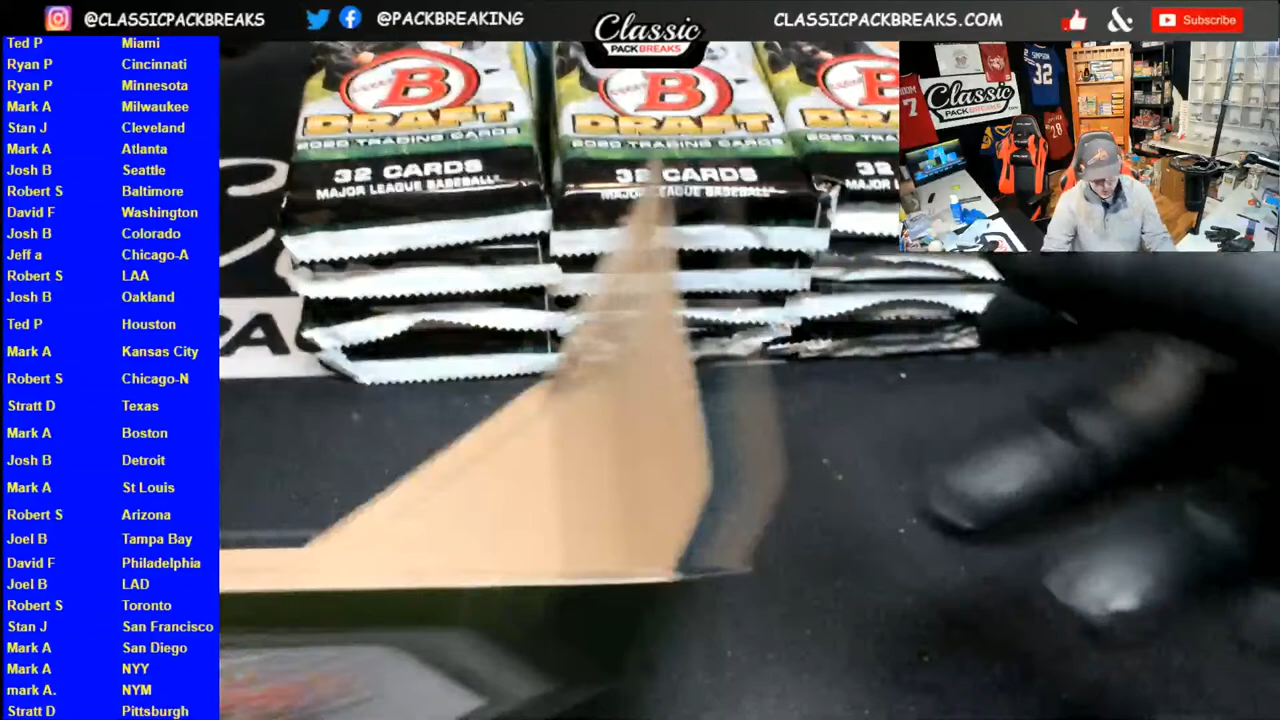 @CLASSICPACKBREAKS
@PACKBREAKING
Classic
PACK BREAKS
CLASSICPACKBREAKS.COM
Subscribe
Ted P Miami
Ryan P Cincinnati
Ryan P Minnesota
Mark A Milwaukee
Stan J Cleveland
Mark A Atlanta
Josh B Seattle
Robert S Baltimore
David F Washington
Josh B Colorado
Jeff a Chicago-A
Robert S LAA
Josh B Oakland
Ted P Houston
Mark A Kansas City
Robert S Chicago-N
Stratt D Texas
Mark A Boston
Josh B Detroit
Mark A St Louis
Robert S Arizona
Joel B Tampa Bay
David F Philadelphia
Joel B LAD
Robert S Toronto
Stan J San Francisco
Mark A San Diego
Mark A NYY
mark A. NYM
Stratt D Pittsburgh
B
DRAFT
2020 TRADING CARDS
32 CARDS
MAJOR LEAGUE BASEBALL
B
DRAFT
2020 TRADING CARDS
32 CARDS
MAJOR LEAGUE BASEBALL
B
32
MAJOR
Classic
PACK BREAKS
7
32
28